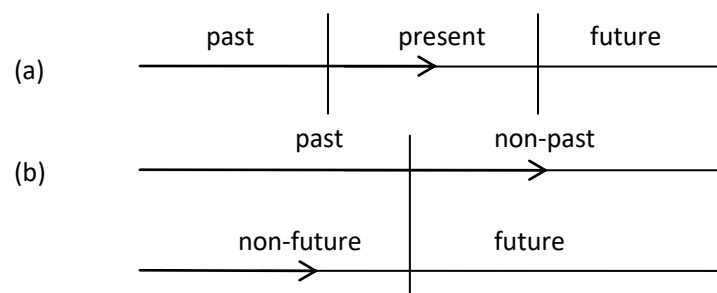 past present future
(a)
past non-past
(b)
non-future future